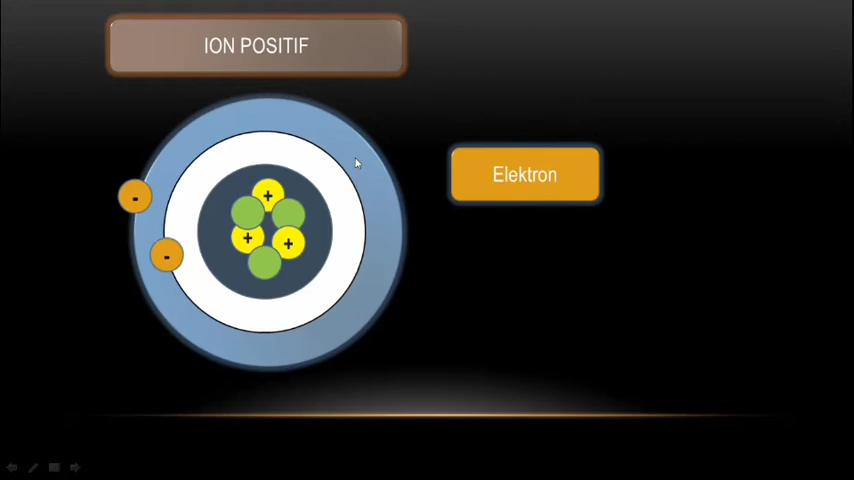 ION POSITIF
Elektron
+
-
+
+
-